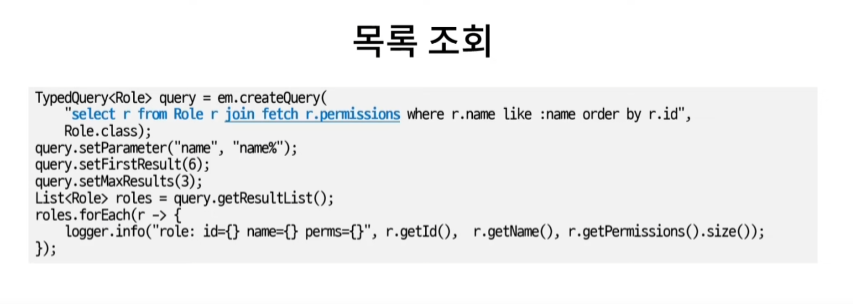 목록 조회
TypedQuery<Role> query = em.createQuery(
"select r from Role r join fetch r.permissions where r.name like :name order by r.id",
Role.class);
query.setParameter("name", "name%");
query.setFirstResult(6);
query.setMaxResults(3);
List<Role> roles = query.getResultList();
roles.forEach(r -> {
logger.info("role: id={} name={} perms={}", r.getId(), r.getName(), r.getPermissions().size());
});